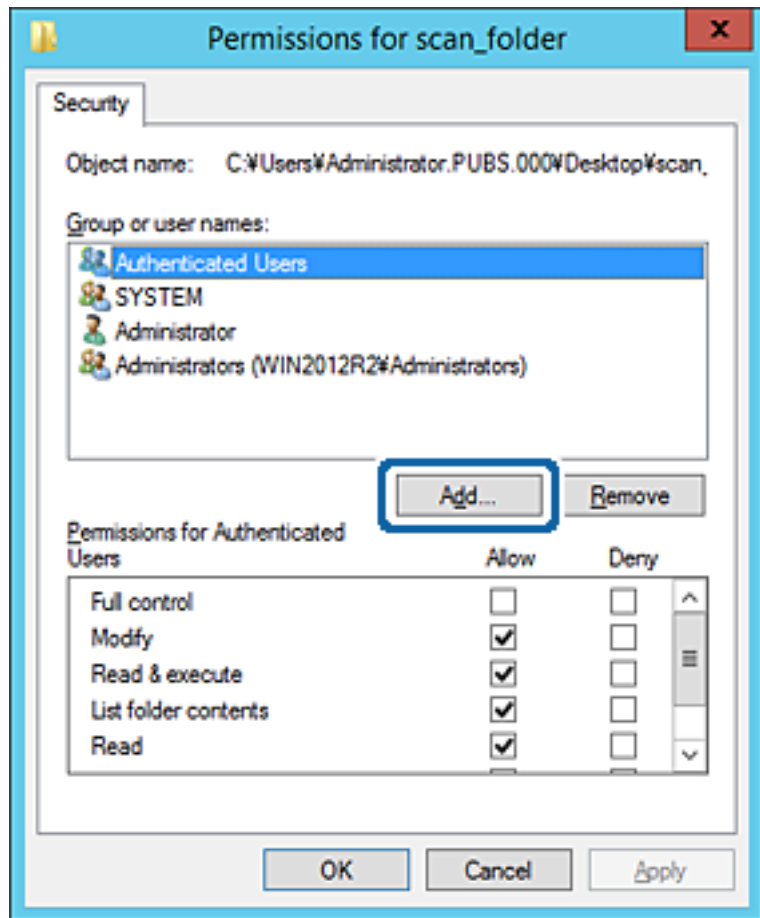 Permissions for scan_folder
Security
Object name: C:¥Users¥Administrator.PUBS.000¥Desktop¥scan_
Group or user names:
Authenticated Users
SYSTEM
Administrator
Administrators (WIN2012R2¥Administrators)
Add...
Remove
Permissions for Authenticated
Users
Allow
Deny
Full control
Modify
Read & execute
List folder contents
Read
OK
Cancel
Apply